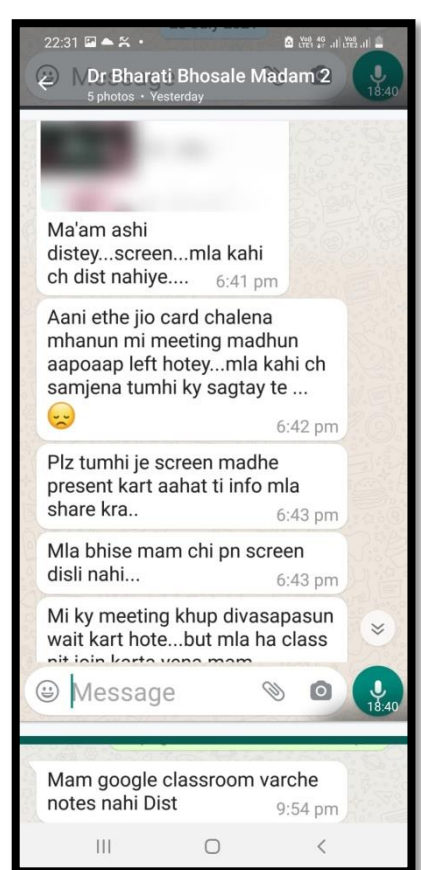 22:31
Dr Bharati Bhosale Madam 2
5 photos • Yesterday
18:40
Ma'am ashi
distey...screen...mla kahi
ch dist nahiye.... 6:41 pm
Aani ethe jio card chalena
mhanun mi meeting madhun
aapoaap left hotey...mla kahi ch
samjena tumhi ky sagtay te ...
6:42 pm
Plz tumhi je screen madhe
present kart aahat ti info mla
share kra.. 6:43 pm
Mla bhise mam chi pn screen
disli nahi... 6:43 pm
Mi ky meeting khup divasapasun
wait kart hote...but mla ha class
nit join karta yena mam
Message
18:40
Mam google classroom varche
notes nahi Dist 9:54 pm